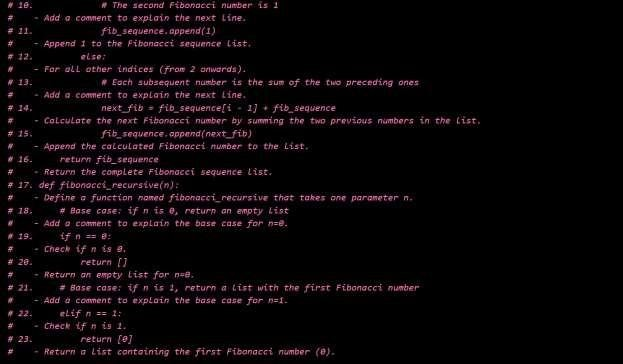 # 10.             # The second Fibonacci number is 1
#    - Add a comment to explain the next line.
# 11.             fib_sequence.append(1)
#    - Append 1 to the Fibonacci sequence list.
# 12.         else:
#    - For all other indices (from 2 onwards).
# 13.             # Each subsequent number is the sum of the two preceding ones
#    - Add a comment to explain the next line.
# 14.             next_fib = fib_sequence[i - 1] + fib_sequence
#    - Calculate the next Fibonacci number by summing the two previous numbers in the list.
# 15.             fib_sequence.append(next_fib)
#    - Append the calculated Fibonacci number to the list.
# 16.     return fib_sequence
#    - Return the complete Fibonacci sequence list.
# 17. def fibonacci_recursive(n):
#    - Define a function named fibonacci_recursive that takes one parameter n.
# 18.     # Base case: if n is 0, return an empty list
#    - Add a comment to explain the base case for n=0.
# 19.     if n == 0:
#    - Check if n is 0.
# 20.         return []
#    - Return an empty list for n=0.
# 21.     # Base case: if n is 1, return a list with the first Fibonacci number
#    - Add a comment to explain the base case for n=1.
# 22.     elif n == 1:
#    - Check if n is 1.
# 23.         return [0]
#    - Return a list containing the first Fibonacci number (0).